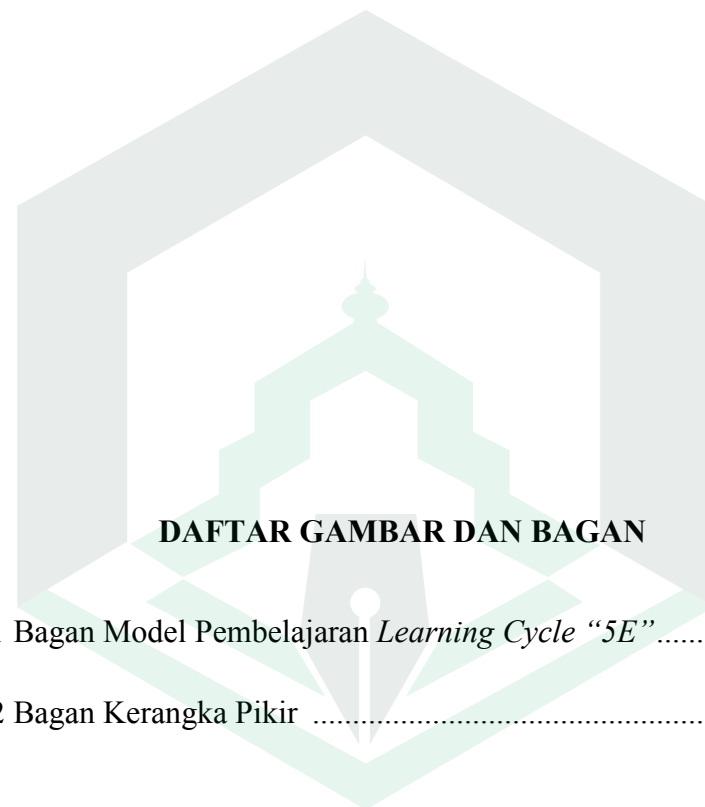 DAFTAR GAMBAR DAN BAGAN
Bagan Model Pembelajaran Learning Cycle “5E”......
2 Bagan Kerangka Pikir ..................................................